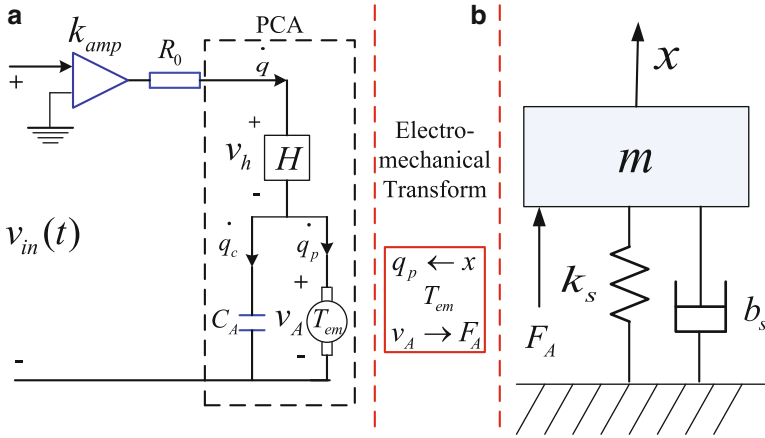 a
k_amp
R_0
PCA
q̇
+
-
+
v_h
H
-
v_in(t)
q̇_c
q̇_p
+
C_A
v_A
T_em
-
-
Electro-
mechanical
Transform
q_p ← x
T_em
v_A → F_A
b
x
m
F_A
k_s
b_s